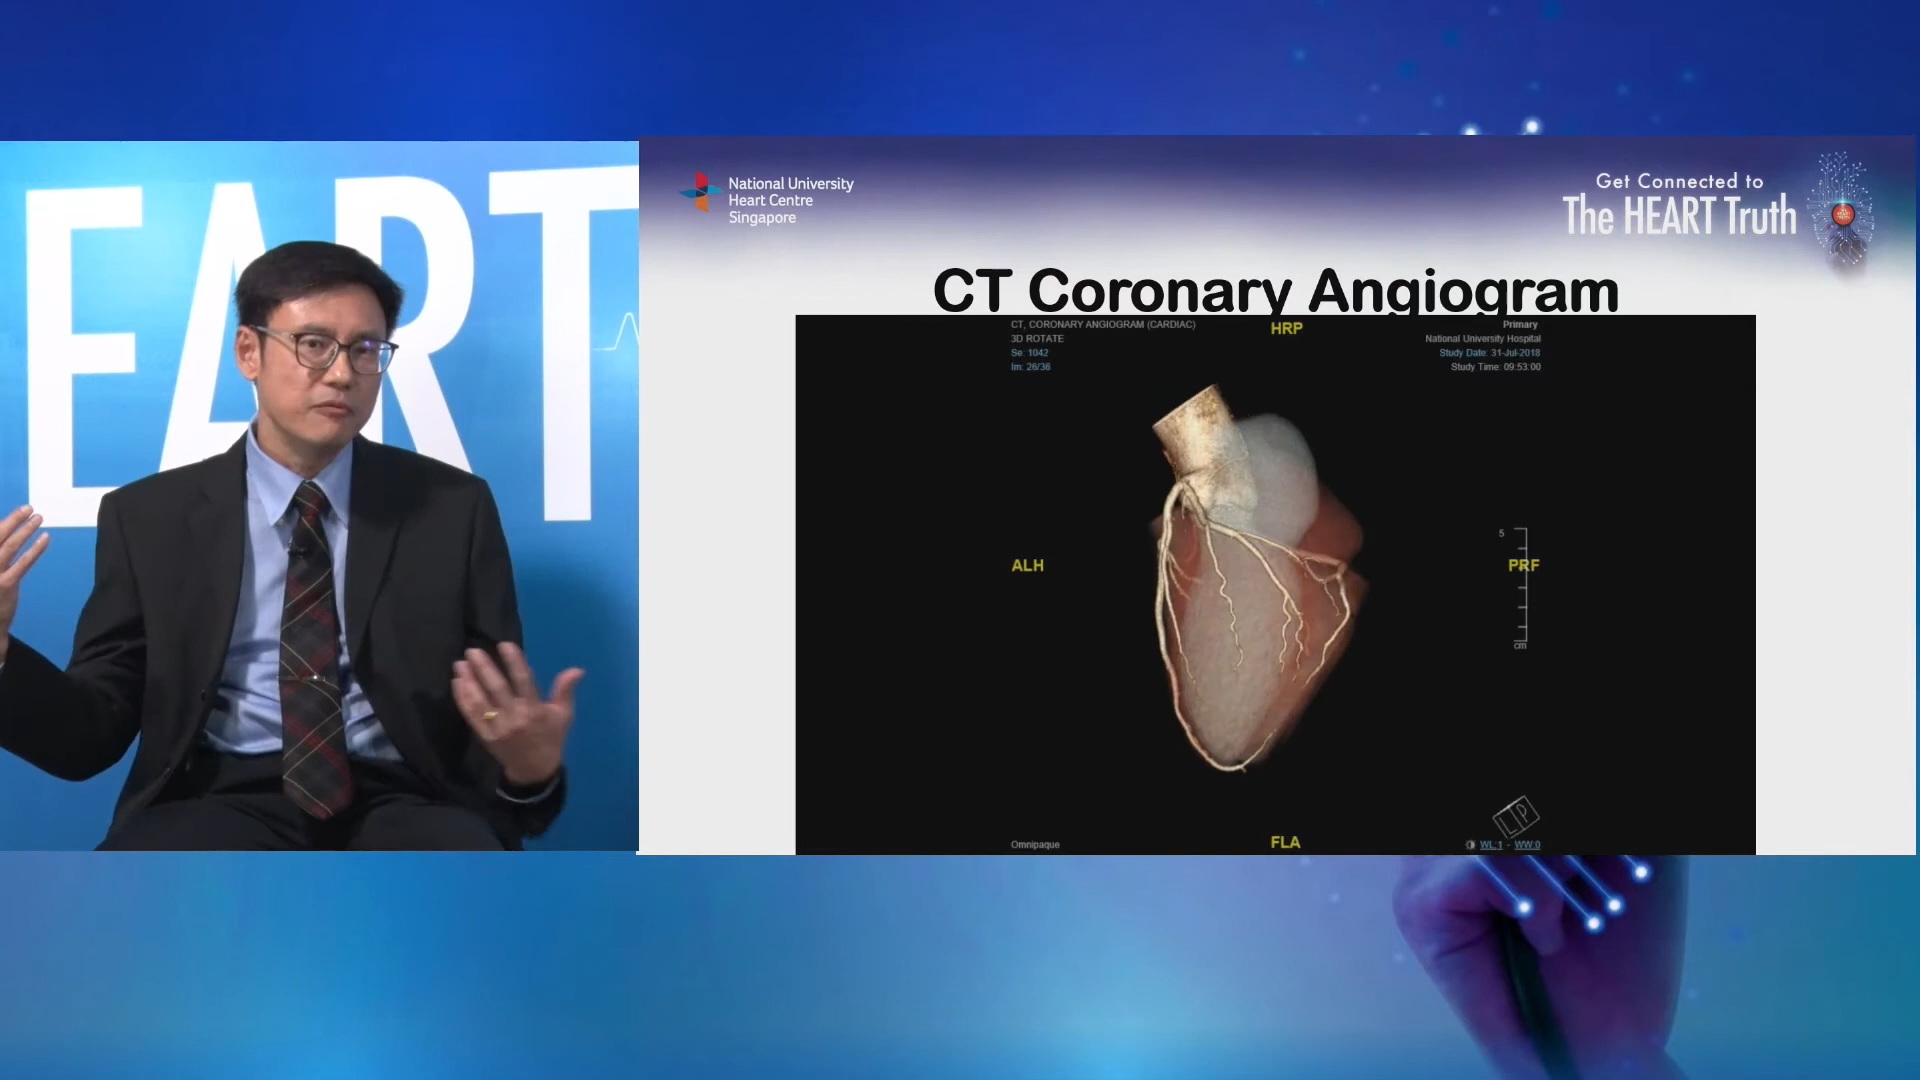 EART
National University
Heart Centre
Singapore
Get Connected to
The HEART Truth
CT Coronary Angiogram
CT, CORONARY ANGIOGRAM (CARDIAC)
3D ROTATE
Se: 1042
Im: 26/36
HRP
Primary
National University Hospital
Study Date: 31-Jul-2018
Study Time: 09:53:00
ALH
5
PRF
cm
LP
Omnipaque
FLA
WL:1 - WW:0